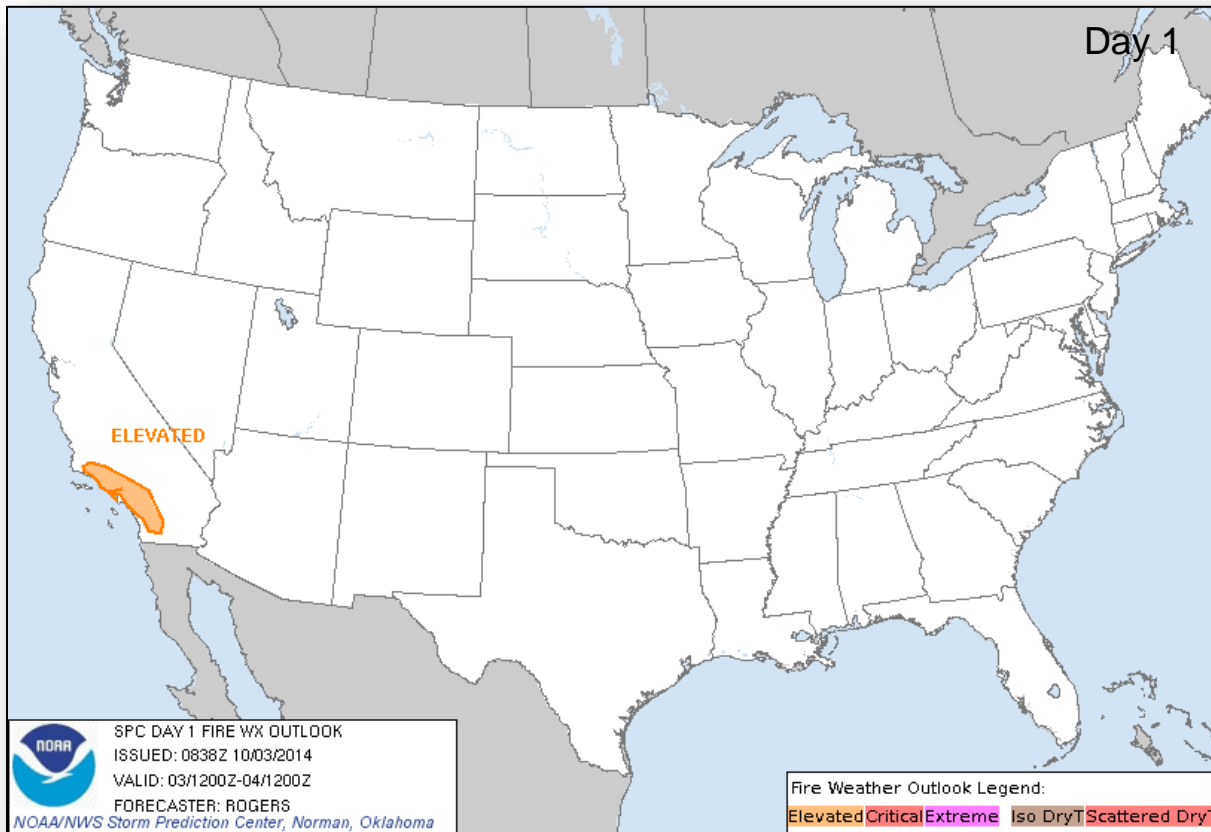 Day 1
ELEVATED
NOAA
SPC DAY 1 FIRE WX OUTLOOK
ISSUED: 0838Z 10/03/2014
VALID: 03/1200Z-04/1200Z
FORECASTER: ROGERS
NOAA/NWS Storm Prediction Center, Norman, Oklahoma
Fire Weather Outlook Legend:
Elevated Critical Extreme Iso DryT Scattered DryT